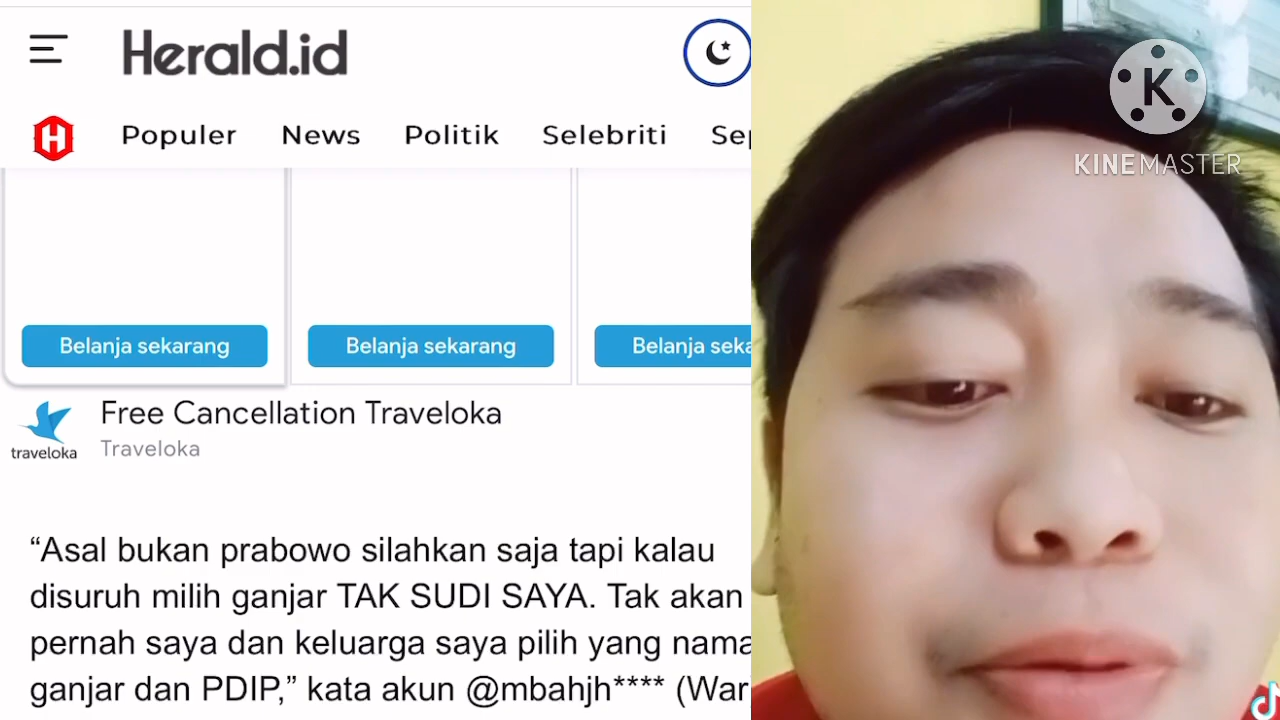 Herald.id
H
Populer News Politik Selebriti
Belanja sekarang Belanja sekarang Belanja
Free Cancellation Traveloka
traveloka Traveloka
“Asal bukan prabowo silahkan saja tapi kalau
disuruh milih ganjar TAK SUDI SAYA. Tak akan
pernah saya dan keluarga saya pilih yang nama
ganjar dan PDIP,” kata akun @mbahjh****
K
KINEMASTER